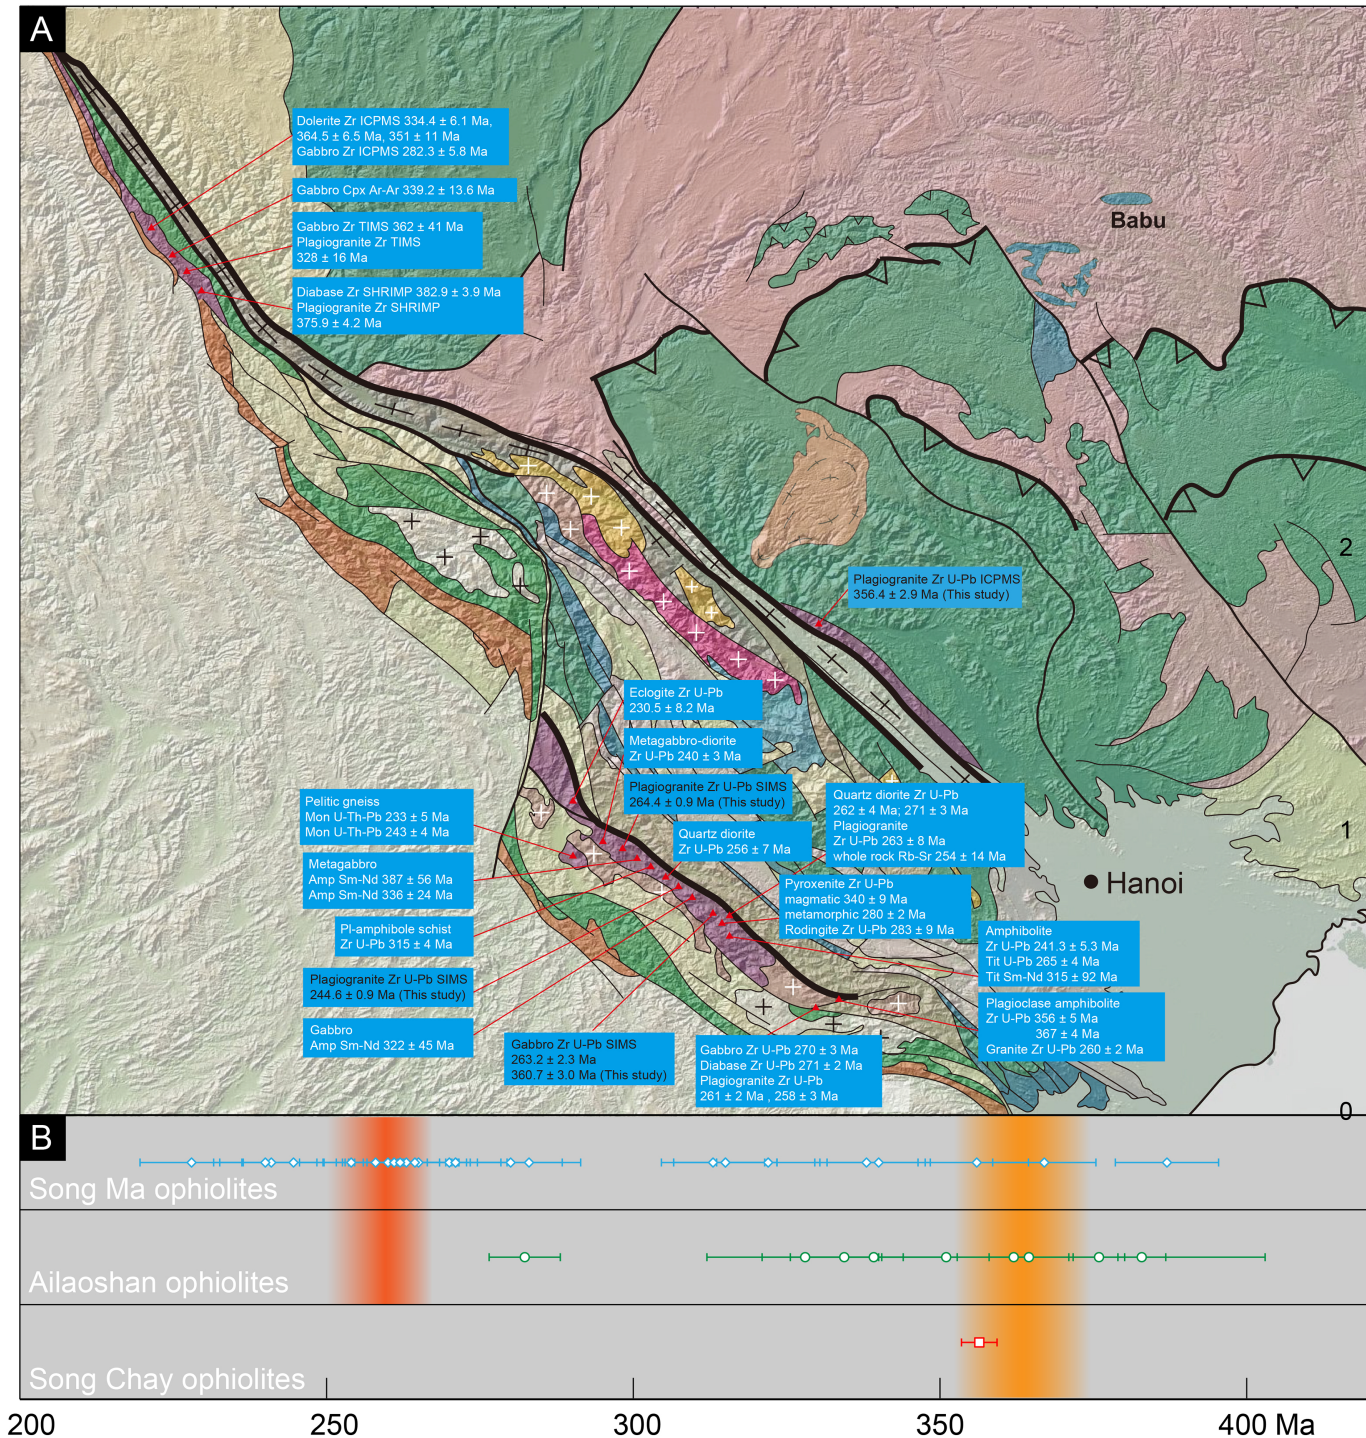 A
Dolerite Zr ICPMS 334.4 ± 6.1 Ma,
364.5 ± 6.5 Ma, 351 ± 11 Ma
Gabbro Zr ICPMS 282.3 ± 5.8 Ma
Gabbro Cpx Ar-Ar 339.2 ± 13.6 Ma
Gabbro Zr TIMS 362 ± 41 Ma
Plagiogranite Zr TIMS
328 ± 16 Ma
Diabase Zr SHRIMP 382.9 ± 3.9 Ma
Plagiogranite Zr SHRIMP
375.9 ± 4.2 Ma
Babu
2
Plagiogranite Zr U-Pb ICPMS
356.4 ± 2.9 Ma (This study)
Eclogite Zr U-Pb
230.5 ± 8.2 Ma
Metagabbro-diorite
Zr U-Pb 240 ± 3 Ma
Plagiogranite Zr U-Pb SIMS
264.4 ± 0.9 Ma (This study)
Quartz diorite
Zr U-Pb 256 ± 7 Ma
Quartz diorite Zr U-Pb
262 ± 4 Ma; 271 ± 3 Ma
Plagiogranite
Zr U-Pb 263 ± 8 Ma
whole rock Rb-Sr 254 ± 14 Ma
1
Hanoi
Pelitic gneiss
Mon U-Th-Pb 233 ± 5 Ma
Mon U-Th-Pb 243 ± 4 Ma
Metagabbro
Amp Sm-Nd 387 ± 56 Ma
Amp Sm-Nd 336 ± 24 Ma
Pl-amphibole schist
Zr U-Pb 315 ± 4 Ma
Plagiogranite Zr U-Pb SIMS
244.6 ± 0.9 Ma (This study)
Gabbro
Amp Sm-Nd 322 ± 45 Ma
Pyroxenite Zr U-Pb
magmatic 340 ± 9 Ma
metamorphic 280 ± 2 Ma
Rodingite Zr U-Pb 283 ± 9 Ma
Amphibolite
Zr U-Pb 241.3 ± 5.3 Ma
Tit U-Pb 265 ± 4 Ma
Tit Sm-Nd 315 ± 92 Ma
Plagioclase amphibolite
Zr U-Pb 356 ± 5 Ma
367 ± 4 Ma
Granite Zr U-Pb 260 ± 2 Ma
Gabbro Zr U-Pb SIMS
263.2 ± 2.3 Ma
360.7 ± 3.0 Ma (This study)
Gabbro Zr U-Pb 270 ± 3 Ma
Diabase Zr U-Pb 271 ± 2 Ma
Plagiogranite Zr U-Pb
261 ± 2 Ma , 258 ± 3 Ma
0
B
Song Ma ophiolites
Ailaoshan ophiolites
Song Chay ophiolites
200 250 300 350 400 Ma